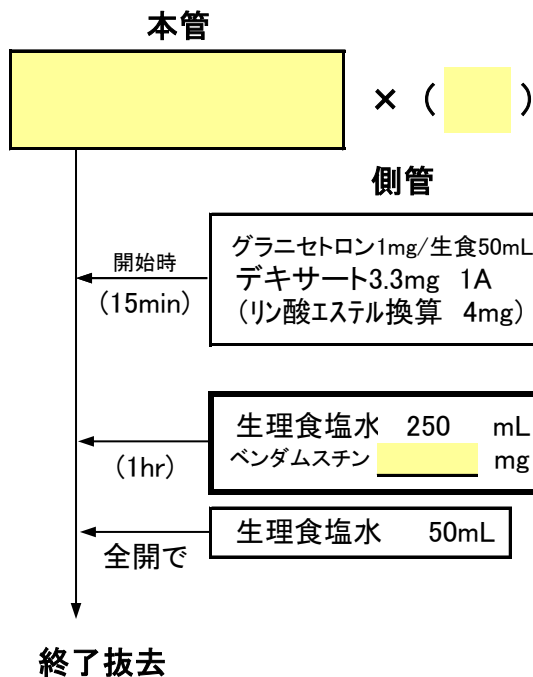 本管
×（　）
側管
グラニセトロン1mg/生食50mL
開始時
デキサート3.3mg　1A
(15min)
(リン酸エステル換算　4mg)
生理食塩水　250　mL
ベンダムスチン　mg
(1hr)
生理食塩水　50mL
全開で
終了抜去